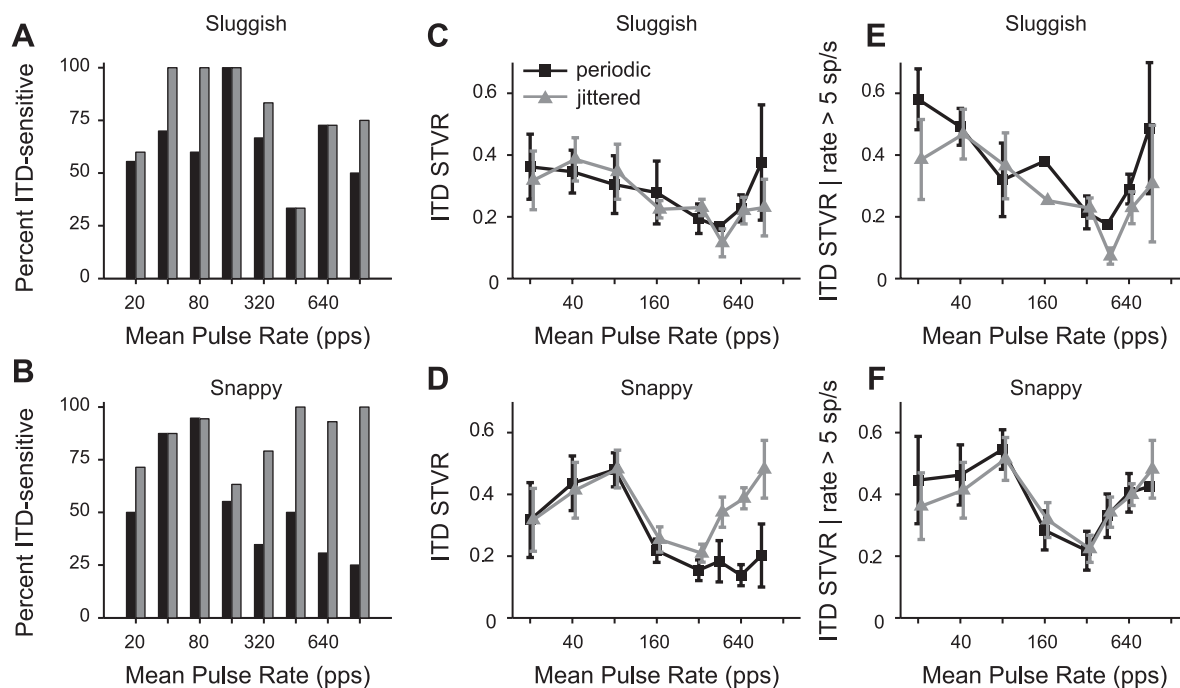 A
Sluggish
Percent ITD-sensitive
100
75
50
25
0
20
80
320
640
Mean Pulse Rate (pps)
C
Sluggish
periodic
jittered
ITD STVR
0.6
0.4
0.2
0
40
160
640
Mean Pulse Rate (pps)
E
Sluggish
ITD STVR | rate > 5 sp/s
0.6
0.4
0.2
0
40
160
640
Mean Pulse Rate (pps)
B
Snappy
Percent ITD-sensitive
100
75
50
25
0
20
80
320
640
Mean Pulse Rate (pps)
D
Snappy
ITD STVR
0.6
0.4
0.2
0
40
160
640
Mean Pulse Rate (pps)
F
Snappy
ITD STVR | rate > 5 sp/s
0.6
0.4
0.2
0
40
160
640
Mean Pulse Rate (pps)